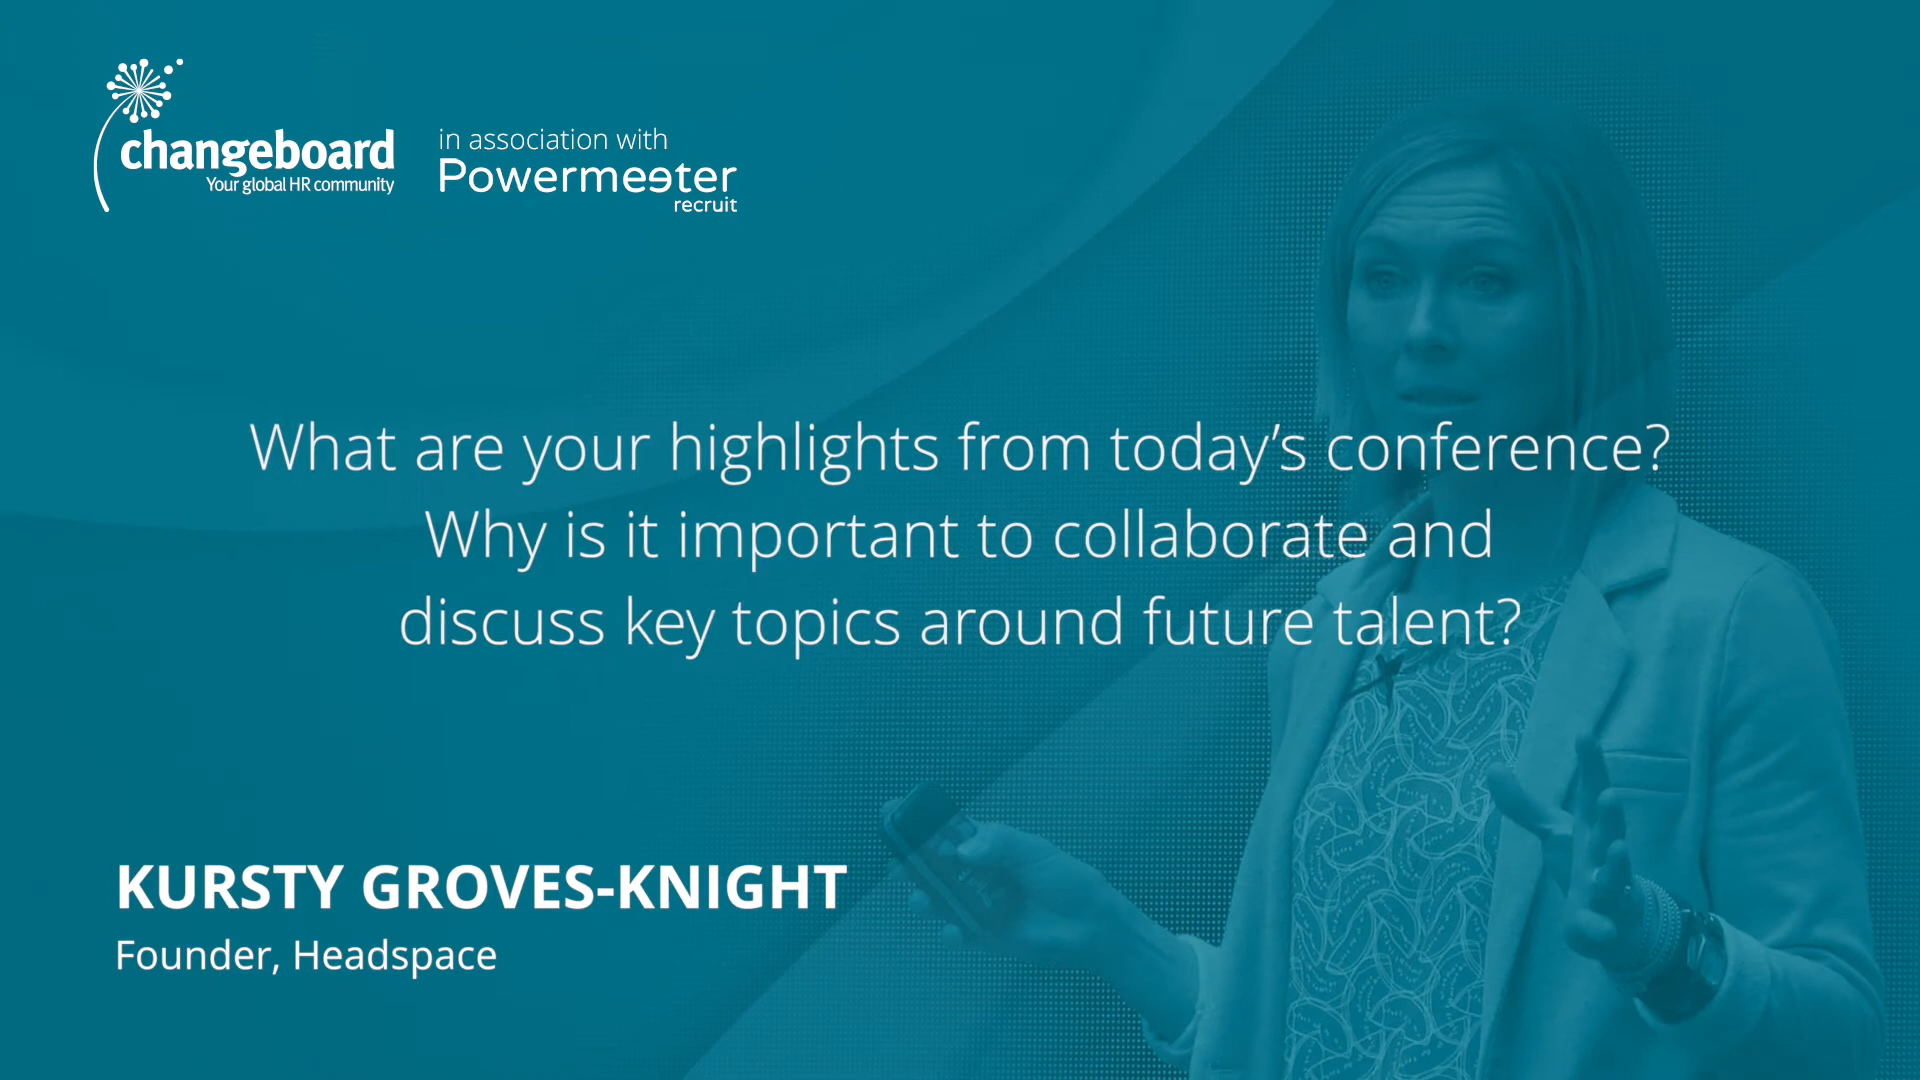 changeboard
Your global HR community
in association with
Powermeeter
recruit
What are your highlights from today's conference?
Why is it important to collaborate and
discuss key topics around future talent?
KURSTY GROVES-KNIGHT
Founder, Headspace